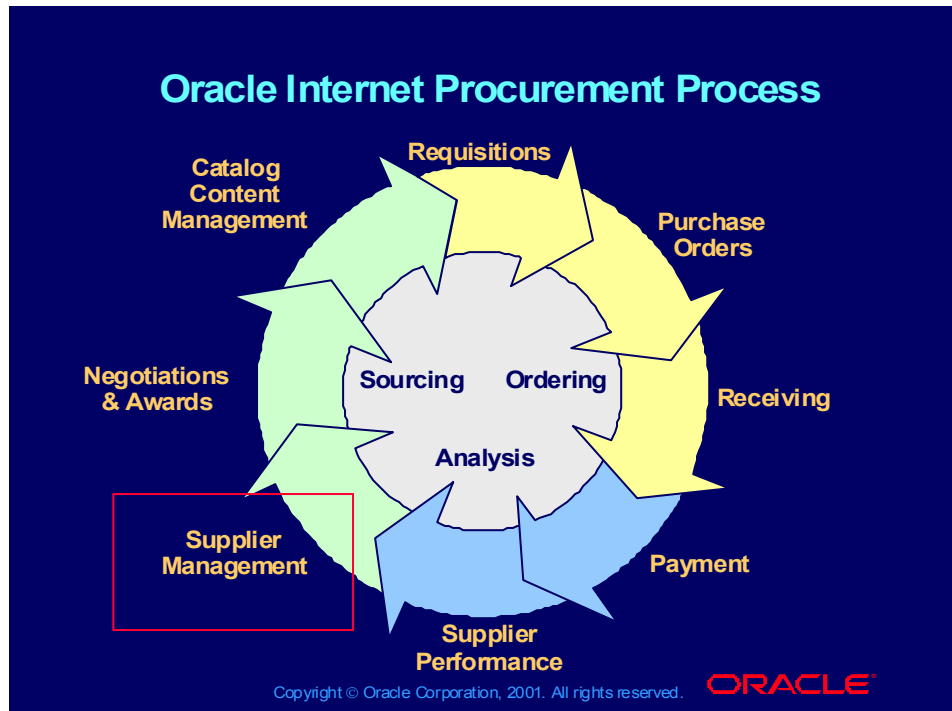 Oracle Internet Procurement Process
Requisitions
Catalog
Content
Management
Purchase
Orders
Negotiations
& Awards
Sourcing
Ordering
Receiving
Analysis
Supplier
Management
Payment
Supplier
Performance
Copyright © Oracle Corporation, 2001. All rights reserved.
ORACLE®